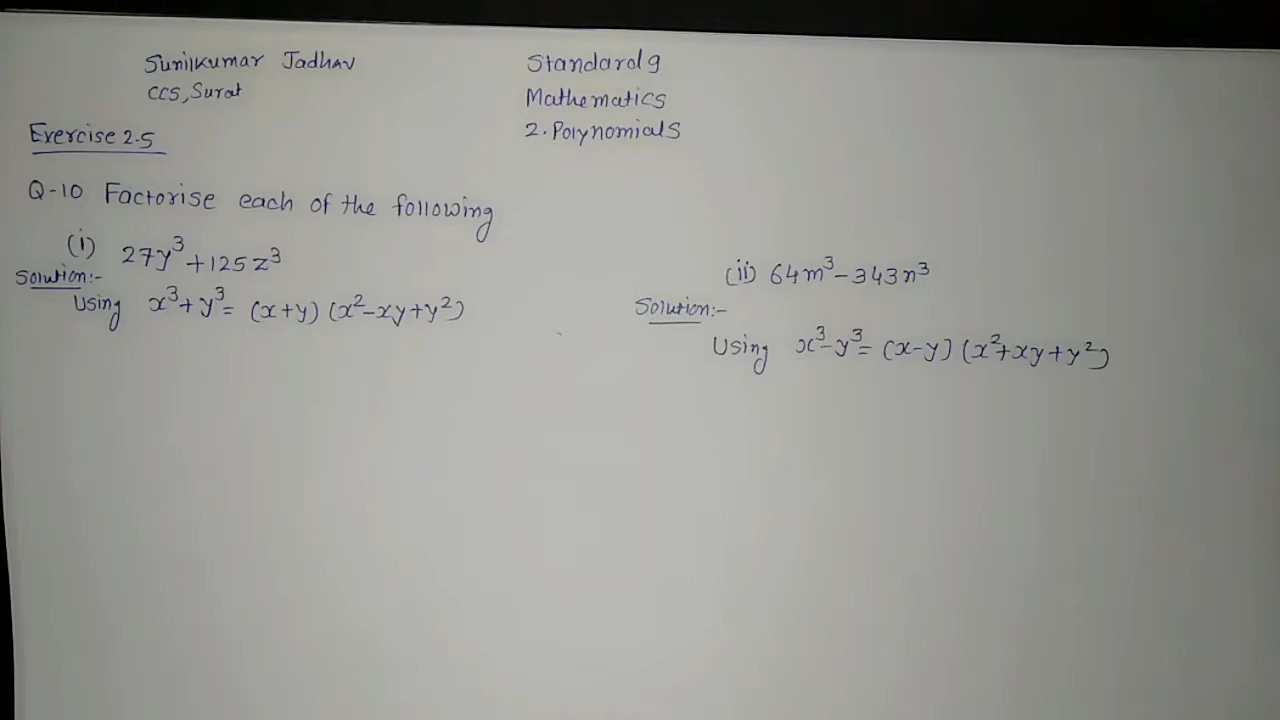 Sunilkumar Jadhav
CCS, Surat
Standard 9
Mathematics
2. Polynomials
Exercise 2.5
Q-10 Factorise each of the following
(i) 27y³ + 125z³
Solution:-
Using x³ + y³ = (x+y) (x² - xy + y²)
(ii) 64m³ - 343n³
Solution:-
Using x³ - y³ = (x-y) (x² + xy + y²)